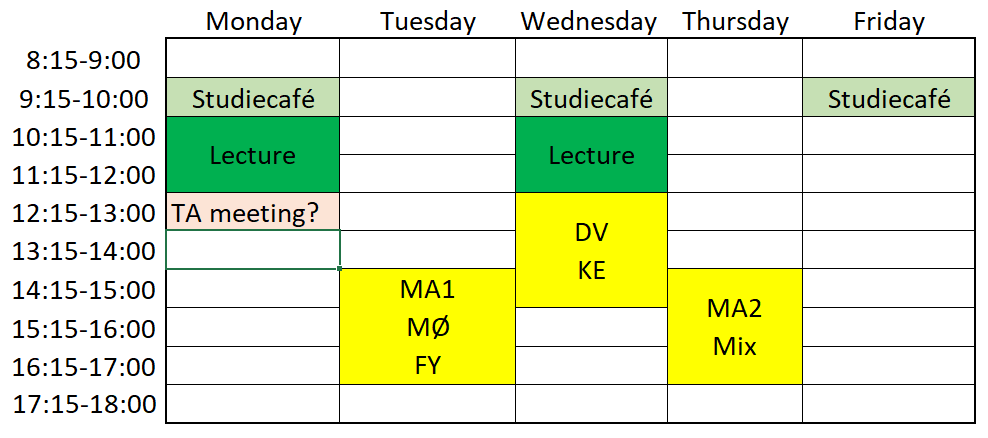 Monday Tuesday Wednesday Thursday Friday
8:15-9:00
9:15-10:00 Studiecafé Studiecafé Studiecafé
10:15-11:00
Lecture Lecture
11:15-12:00
12:15-13:00 TA meeting?
DV
13:15-14:00
KE
14:15-15:00 MA1
MA2
15:15-16:00 MØ
Mix
16:15-17:00 FY
17:15-18:00